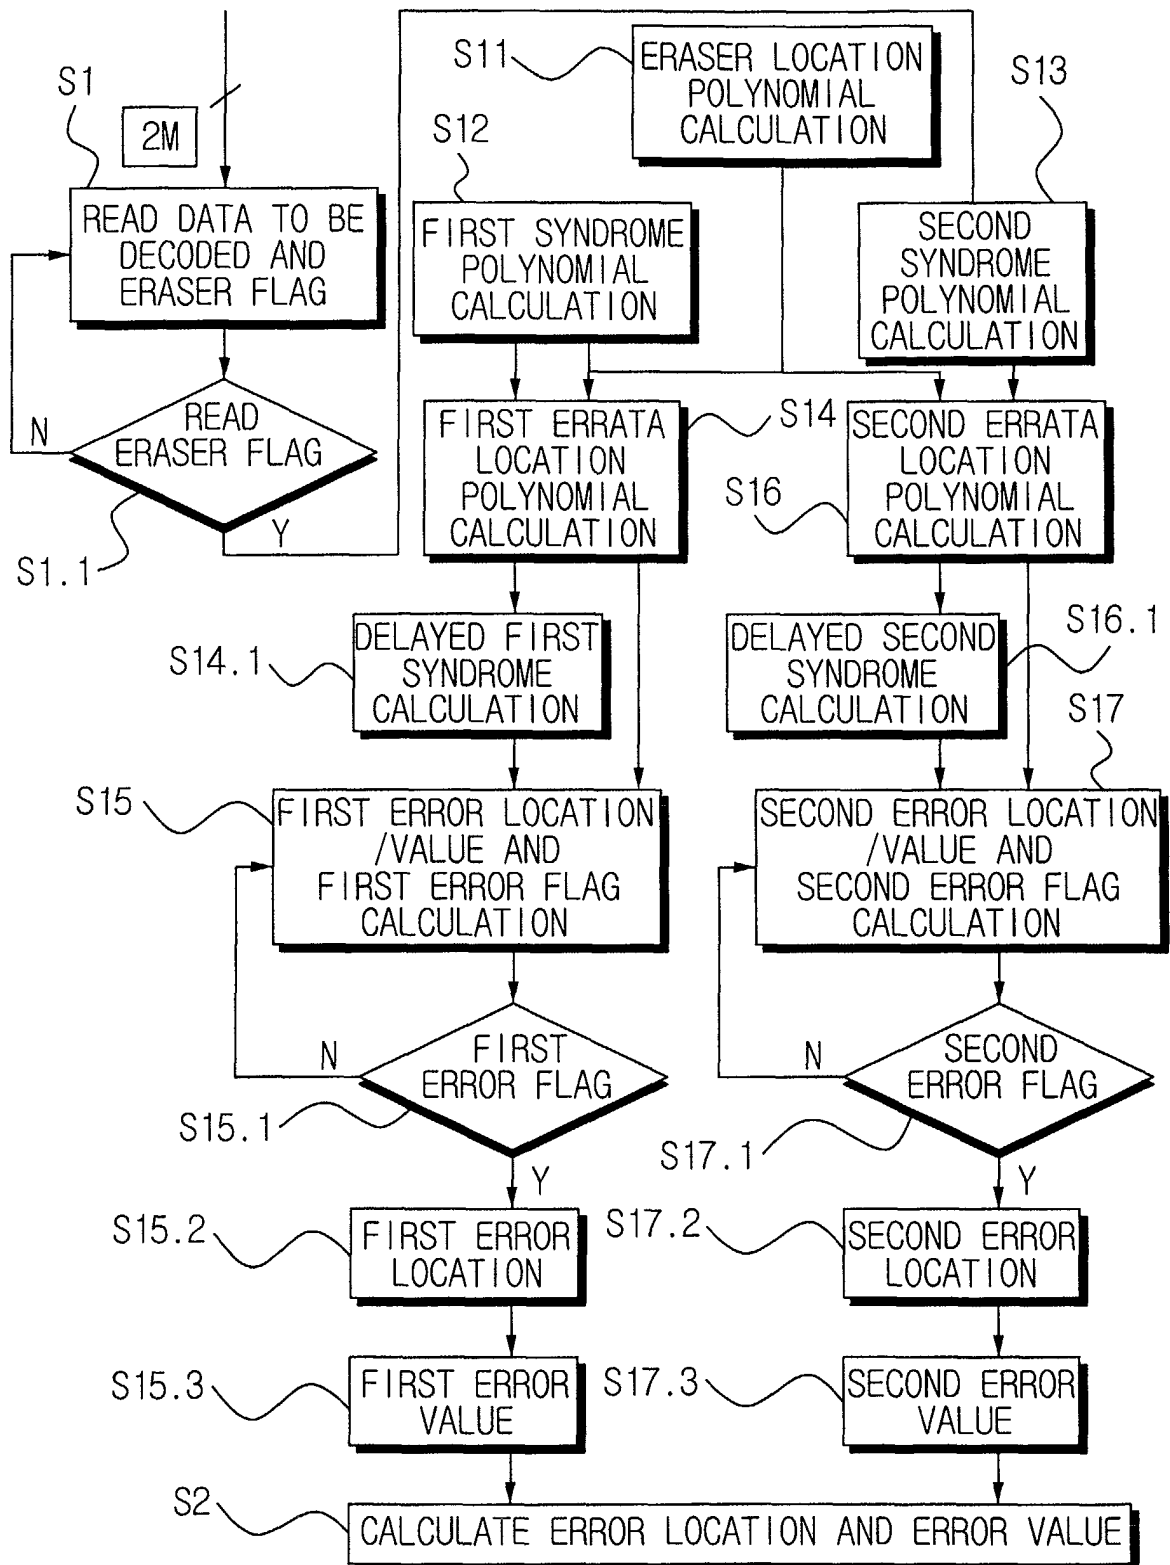 S1
2M
READ DATA TO BE
DECODED AND
ERASER FLAG
READ
ERASER FLAG
N
Y
S1.1
S11
ERASER LOCATION
POLYNOMIAL
CALCULATION
S12
FIRST SYNDROME
POLYNOMIAL
CALCULATION
S13
SECOND
SYNDROME
POLYNOMIAL
CALCULATION
FIRST ERRATA
LOCATION
POLYNOMIAL
CALCULATION
S14
SECOND ERRATA
LOCATION
POLYNOMIAL
CALCULATION
S16
DELAYED FIRST
SYNDROME
CALCULATION
S14.1
DELAYED SECOND
SYNDROME
CALCULATION
S16.1
S15
FIRST ERROR LOCATION
/VALUE AND
FIRST ERROR FLAG
CALCULATION
S17
SECOND ERROR LOCATION
/VALUE AND
SECOND ERROR FLAG
CALCULATION
N
FIRST
ERROR FLAG
S15.1
Y
N
SECOND
ERROR FLAG
S17.1
Y
S15.2
FIRST ERROR
LOCATION
S17.2
SECOND ERROR
LOCATION
S15.3
FIRST ERROR
VALUE
S17.3
SECOND ERROR
VALUE
S2
CALCULATE ERROR LOCATION AND ERROR VALUE